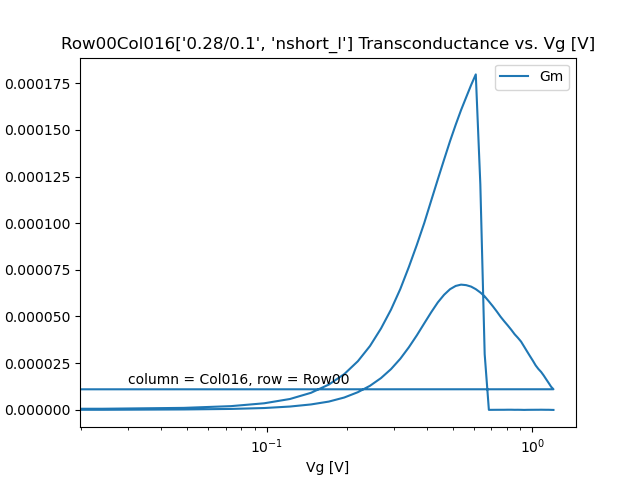 Row00Col016['0.28/0.1', 'nshort_l'] Transconductance vs. Vg [V]
Gm
0.000175
0.000150
0.000125
0.000100
0.000075
0.000050
0.000025
0.000000
column = Col016, row = Row00
10⁻¹
10⁰
Vg [V]